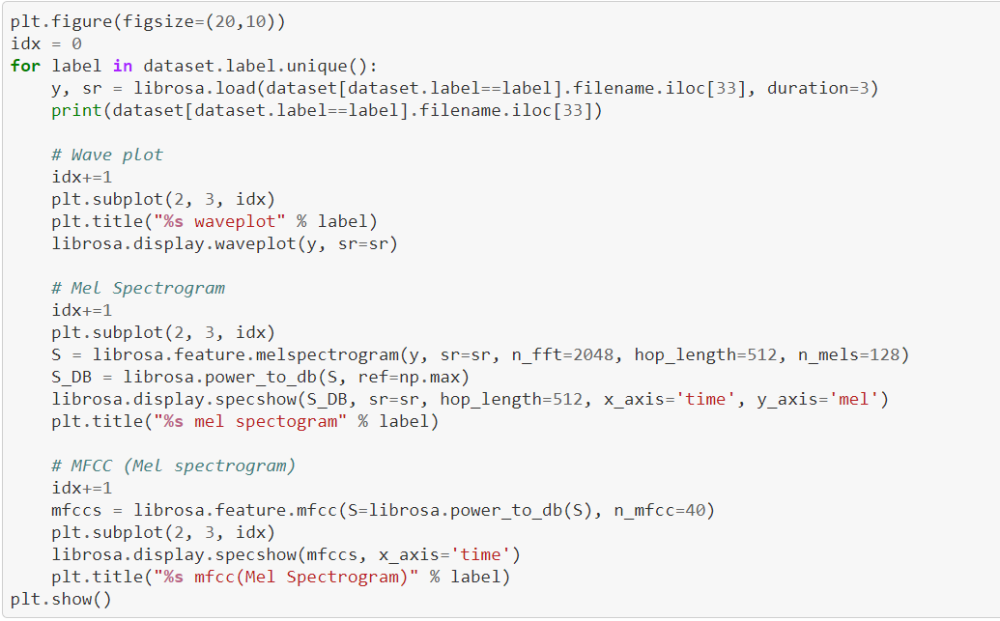 plt.figure(figsize=(20,10))
idx = 0
for label in dataset.label.unique():
    y, sr = librosa.load(dataset[dataset.label==label].filename.iloc[33], duration=3)
    print(dataset[dataset.label==label].filename.iloc[33])

    # Wave plot
    idx+=1
    plt.subplot(2, 3, idx)
    plt.title("%s waveplot" % label)
    librosa.display.waveplot(y, sr=sr)

    # Mel Spectrogram
    idx+=1
    plt.subplot(2, 3, idx)
    S = librosa.feature.melspectrogram(y, sr=sr, n_fft=2048, hop_length=512, n_mels=128)
    S_DB = librosa.power_to_db(S, ref=np.max)
    librosa.display.specshow(S_DB, sr=sr, hop_length=512, x_axis='time', y_axis='mel')
    plt.title("%s mel spectogram" % label)

    # MFCC (Mel spectrogram)
    idx+=1
    mfccs = librosa.feature.mfcc(S=librosa.power_to_db(S), n_mfcc=40)
    plt.subplot(2, 3, idx)
    librosa.display.specshow(mfccs, x_axis='time')
    plt.title("%s mfcc(Mel Spectrogram)" % label)
plt.show()